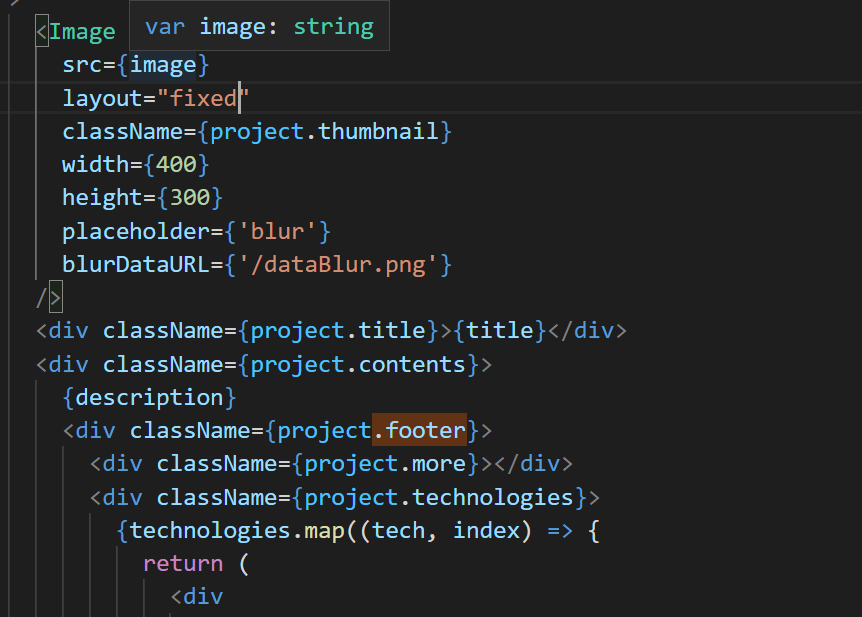 <Image
var image: string
src={image}
layout="fixed"
className={project.thumbnail}
width={400}
height={300}
placeholder={'blur'}
blurDataURL={'/dataBlur.png'}
/>
<div className={project.title}>{title}</div>
<div className={project.contents}>
{description}
<div className={project.footer}>
<div className={project.more}></div>
<div className={project.technologies}>
{technologies.map((tech, index) => {
return (
<div